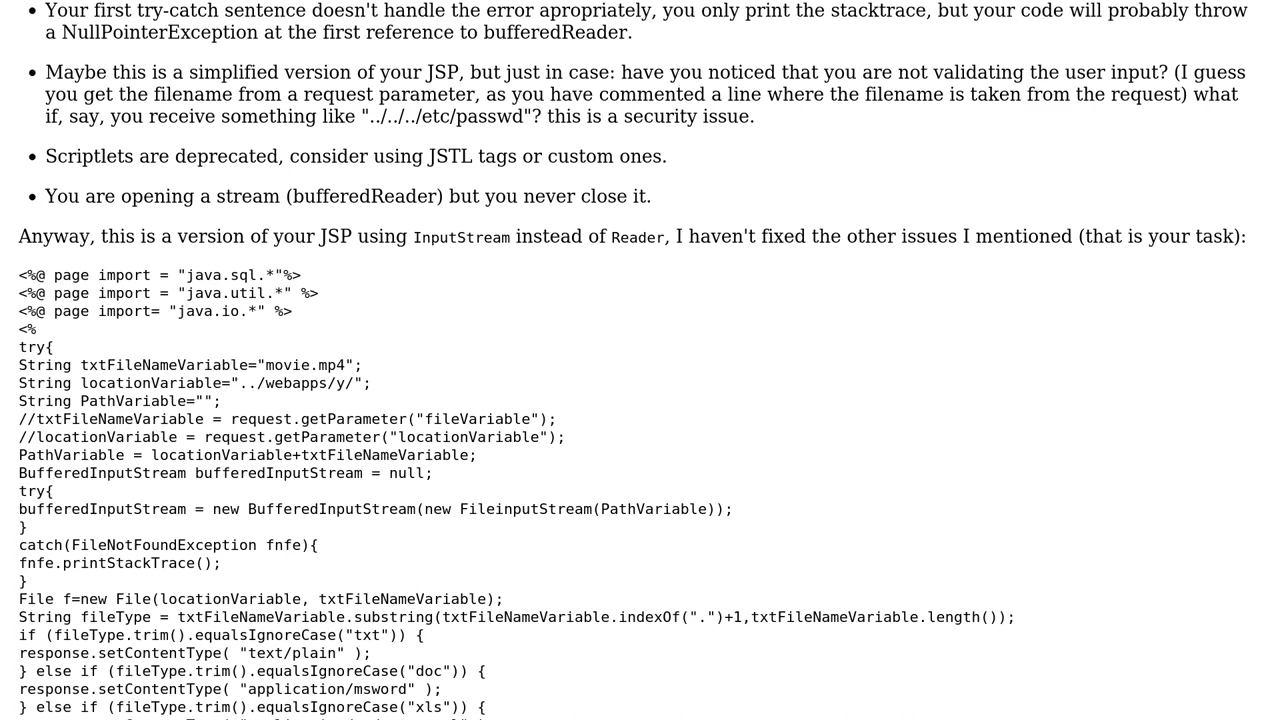 • Your first try-catch sentence doesn't handle the error apropriately, you only print the stacktrace, but your code will probably throw
a NullPointerException at the first reference to bufferedReader.
• Maybe this is a simplified version of your JSP, but just in case: have you noticed that you are not validating the user input? (I guess
you get the filename from a request parameter, as you have commented a line where the filename is taken from the request) what
if, say, you receive something like "../../../etc/passwd"? this is a security issue.
• Scriptlets are deprecated, consider using JSTL tags or custom ones.
• You are opening a stream (bufferedReader) but you never close it.
Anyway, this is a version of your JSP using InputStream instead of Reader, I haven't fixed the other issues I mentioned (that is your task):
<%@ page import = "java.sql.*"%>
<%@ page import = "java.util.*" %>
<%@ page import= "java.io.*" %>
<%
try{
String txtFileNameVariable="movie.mp4";
String locationVariable="../webapps/y/";
String PathVariable="";
//txtFileNameVariable = request.getParameter("fileVariable");
//locationVariable = request.getParameter("locationVariable");
PathVariable = locationVariable+txtFileNameVariable;
BufferedInputStream bufferedInputStream = null;
try{
bufferedInputStream = new BufferedInputStream(new FileinputStream(PathVariable));
}
catch(FileNotFoundException fnfe){
fnfe.printStackTrace();
}
File f=new File(locationVariable, txtFileNameVariable);
String fileType = txtFileNameVariable.substring(txtFileNameVariable.indexOf(".")+1,txtFileNameVariable.length());
if (fileType.trim().equalsIgnoreCase("txt")) {
response.setContentType( "text/plain" );
} else if (fileType.trim().equalsIgnoreCase("doc")) {
response.setContentType( "application/msword" );
} else if (fileType.trim().equalsIgnoreCase("xls")) {